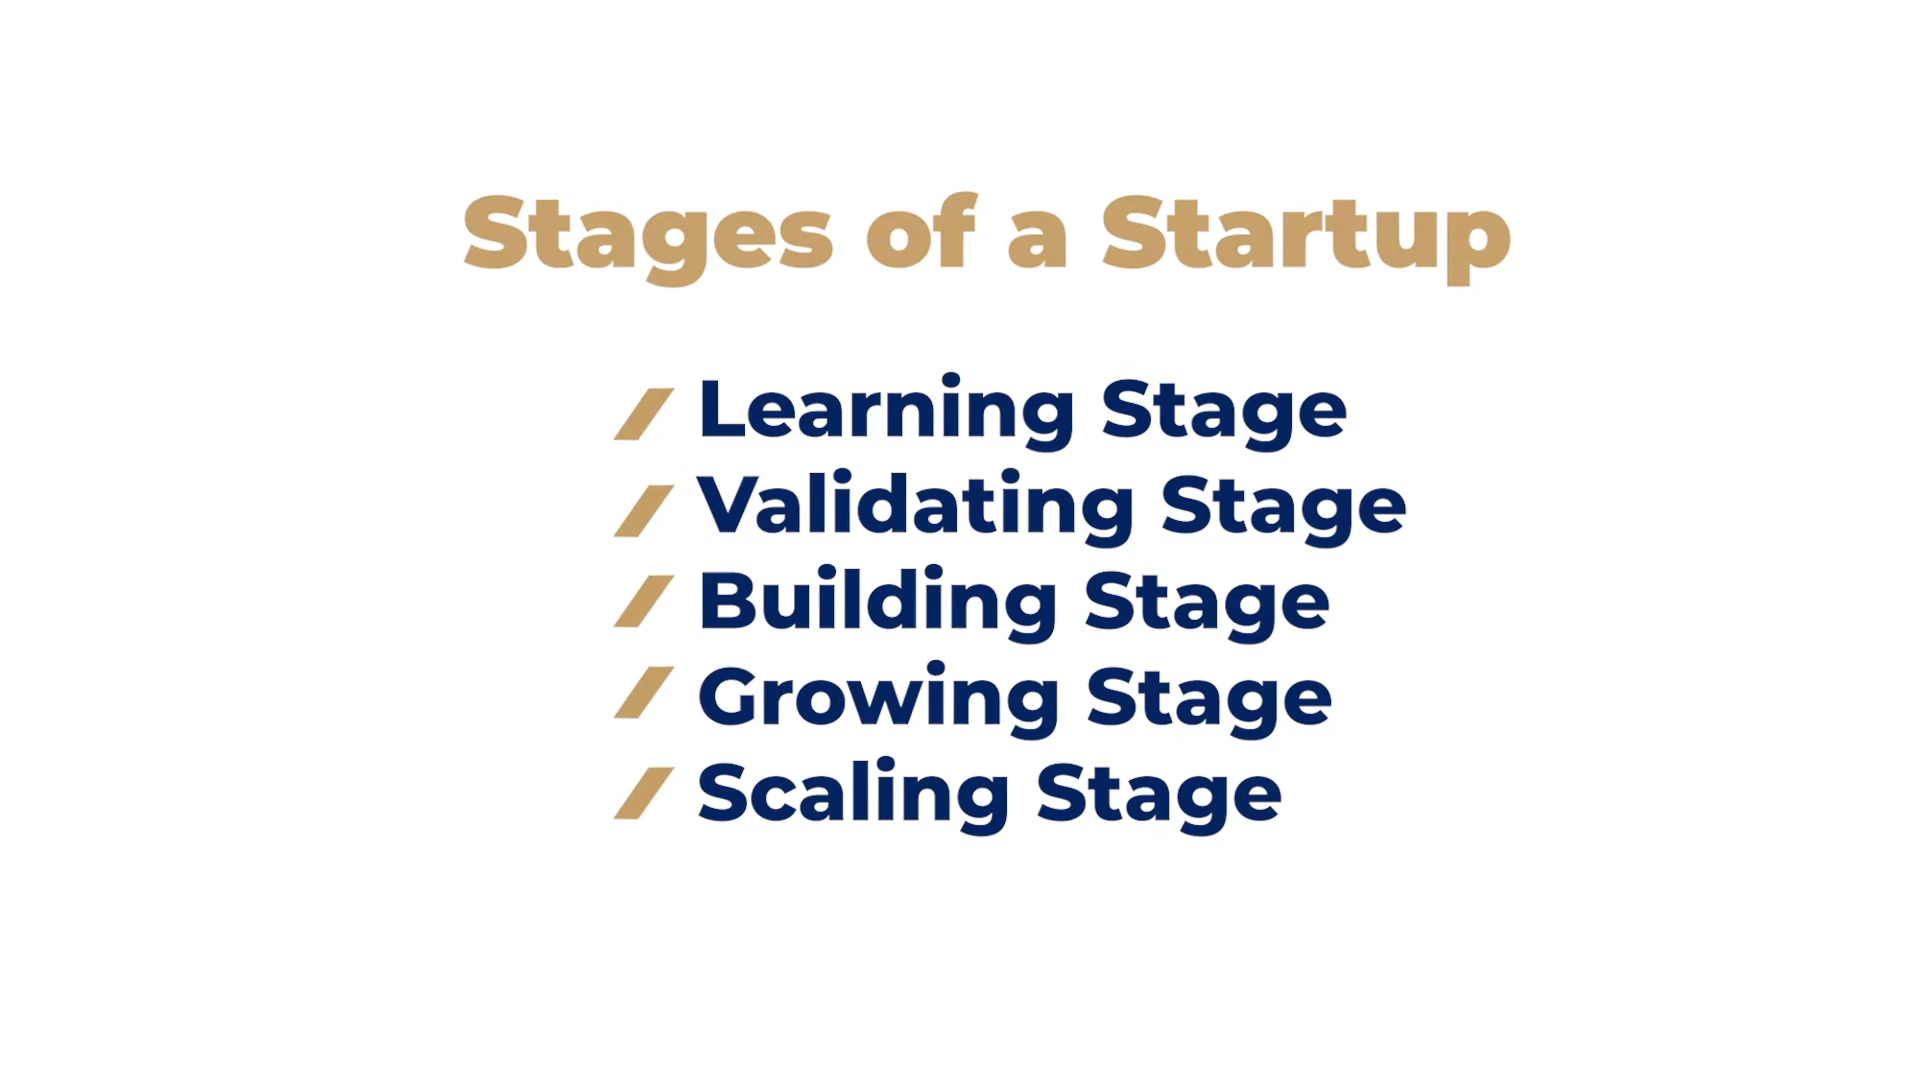 Stages of a Startup
Learning Stage
Validating Stage
Building Stage
Growing Stage
Scaling Stage